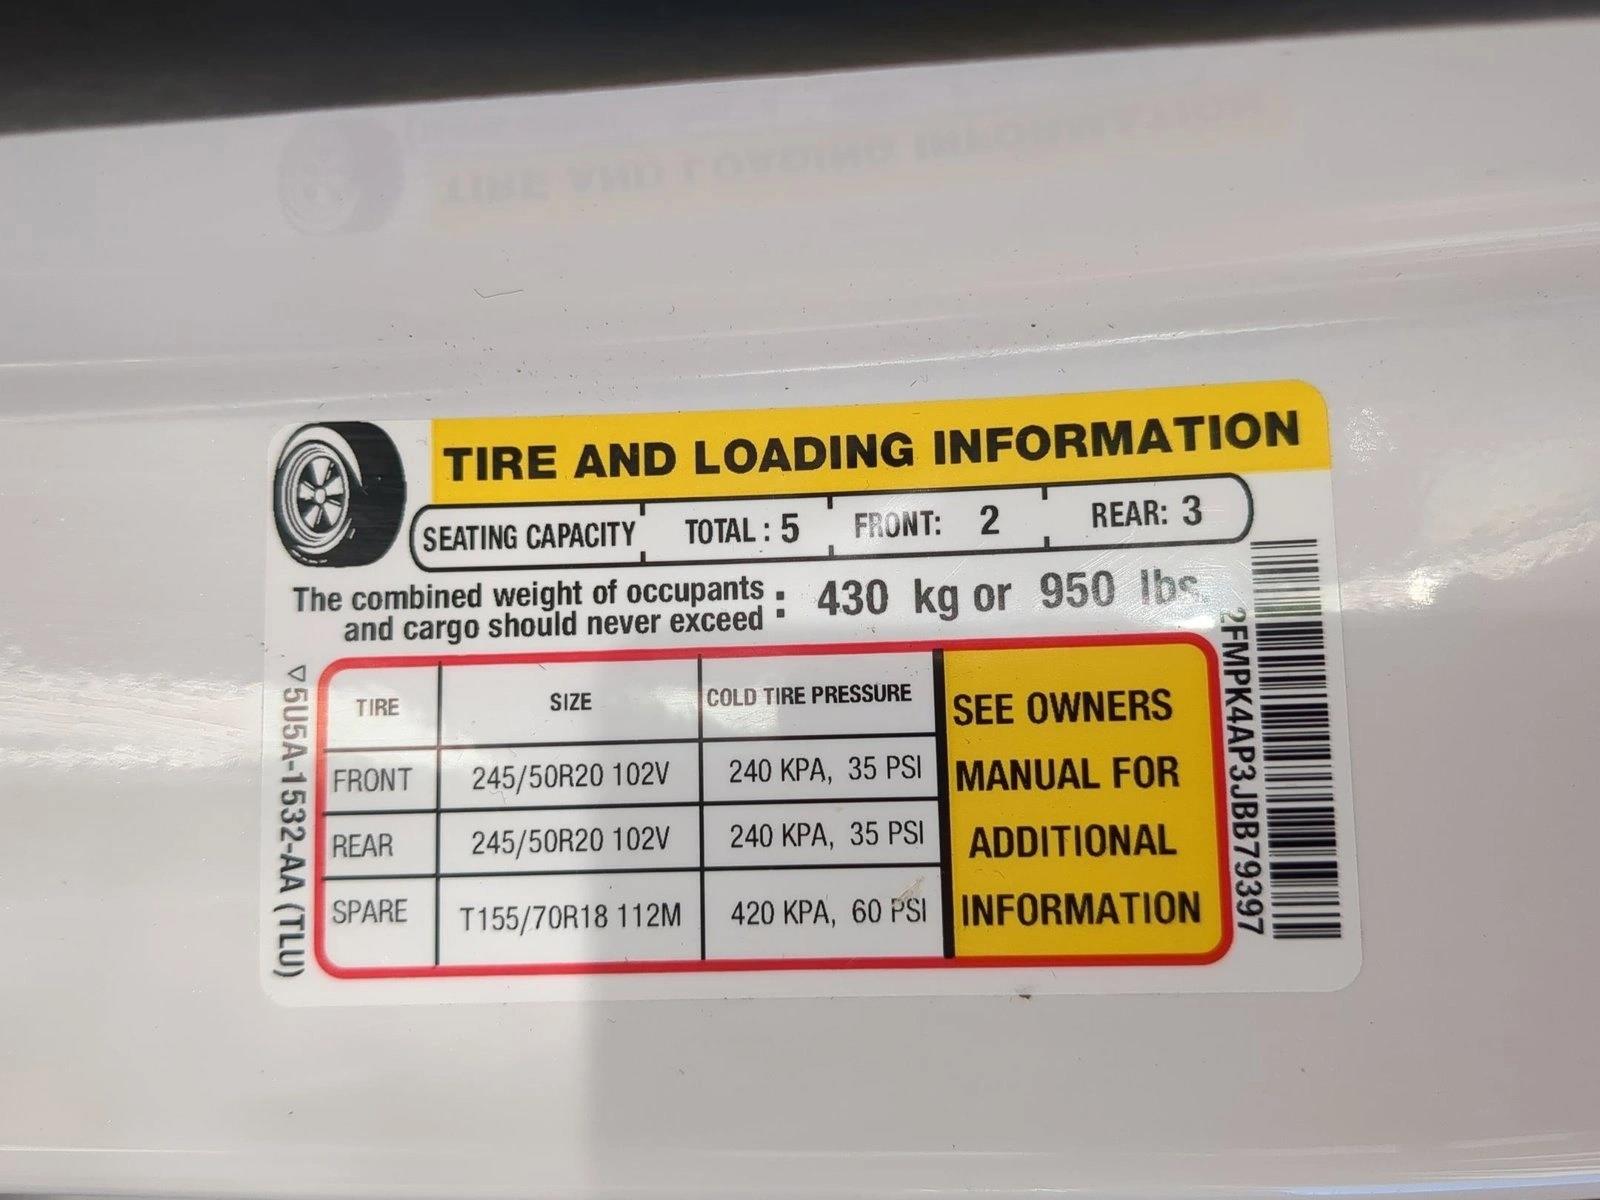 TIRE AND LOADING INFORMATION
SEATING CAPACITY TOTAL : 5 FRONT: 2 REAR: 3
The combined weight of occupants
and cargo should never exceed : 430 kg or 950 lbs.
TIRE SIZE COLD TIRE PRESSURE
FRONT 245/50R20 102V 240 KPA, 35 PSI
REAR 245/50R20 102V 240 KPA, 35 PSI
SPARE T155/70R18 112M 420 KPA, 60 PSI
SEE OWNERS
MANUAL FOR
ADDITIONAL
INFORMATION
5U5A-1532-AA (TLU)
2FMPK4AP3JBB79397